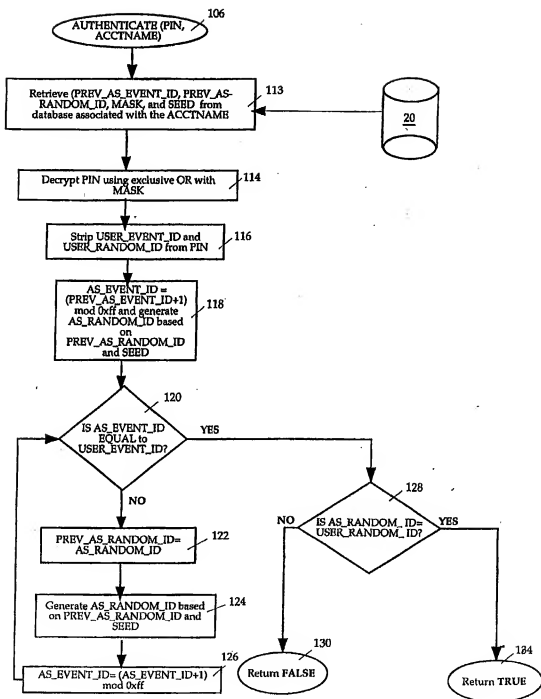 106
AUTHENTICATE (PIN,
ACCTNAME)
Retrieve (PREV_AS_EVENT_ID, PREV_AS-
RANDOM_ID, MASK, and SEED from
database associated with the ACCTNAME
113
20
Decrypt PIN using exclusive OR with
MASK
114
Strip USER_EVENT_ID and
USER_RANDOM_ID from PIN
116
AS_EVENT_ID =
(PREV_AS_EVENT_ID+1)
mod 0xff and generate
AS_RANDOM_ID based
on
PREV_AS_RANDOM_ID
and SEED
118
120
IS AS_EVENT_ID
EQUAL to
USER_EVENT_ID?
YES
NO
128
IS AS_RANDOM_ID=
USER_RANDOM_ID?
NO
YES
PREV_AS_RANDOM_ID=
AS_RANDOM_ID
122
Generate AS_RANDOM_ID based
on PREV_AS_RANDOM_ID and
SEED
124
AS_EVENT_ID= (AS_EVENT_ID+1)
mod 0xff
126
130
Return FALSE
134
Return TRUE